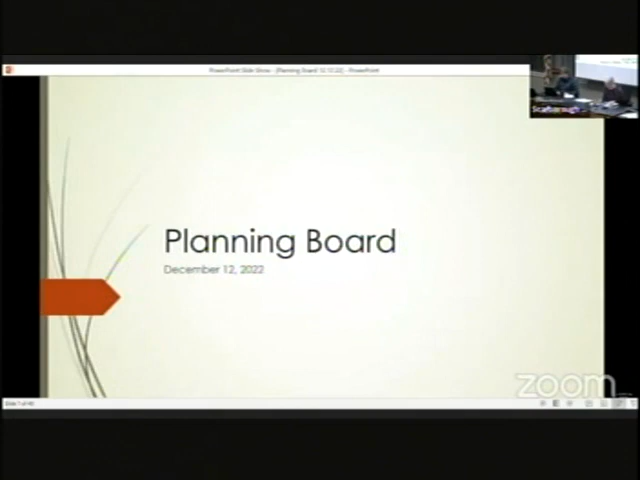 PowerPoint Slide Show - [Planning Board 12.12.22] - PowerPoint
Planning Board
December 12, 2022
zoom